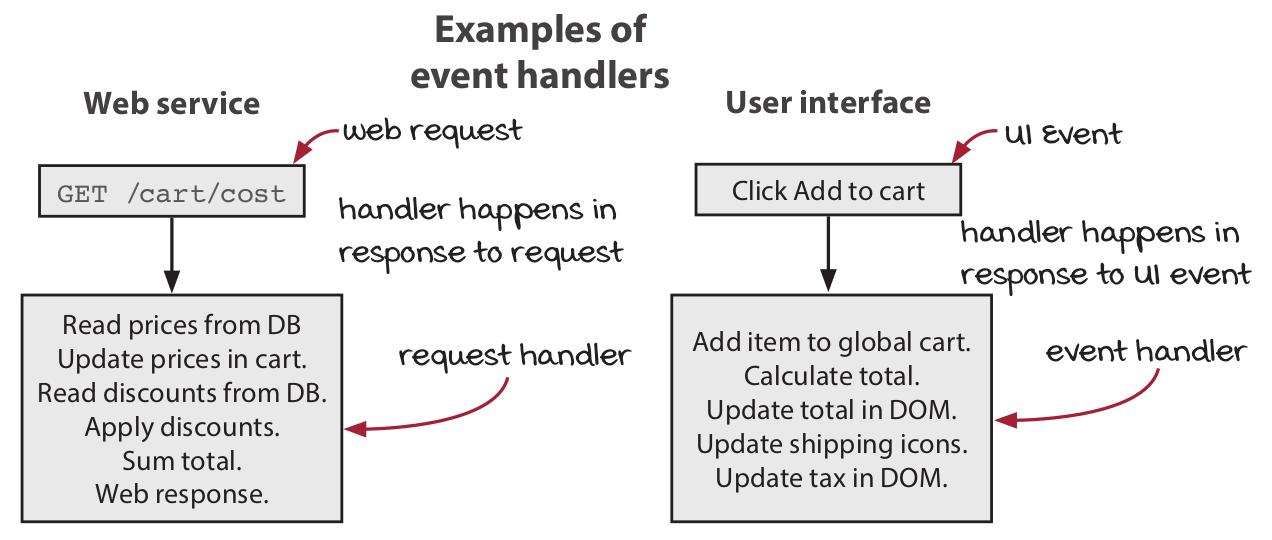 Examples of
event handlers
Web service
web request
GET /cart/cost
handler happens in
response to request
Read prices from DB
Update prices in cart.
Read discounts from DB.
Apply discounts.
Sum total.
Web response.
request handler
User interface
UI Event
Click Add to cart
handler happens in
response to UI event
Add item to global cart.
Calculate total.
Update total in DOM.
Update shipping icons.
Update tax in DOM.
event handler